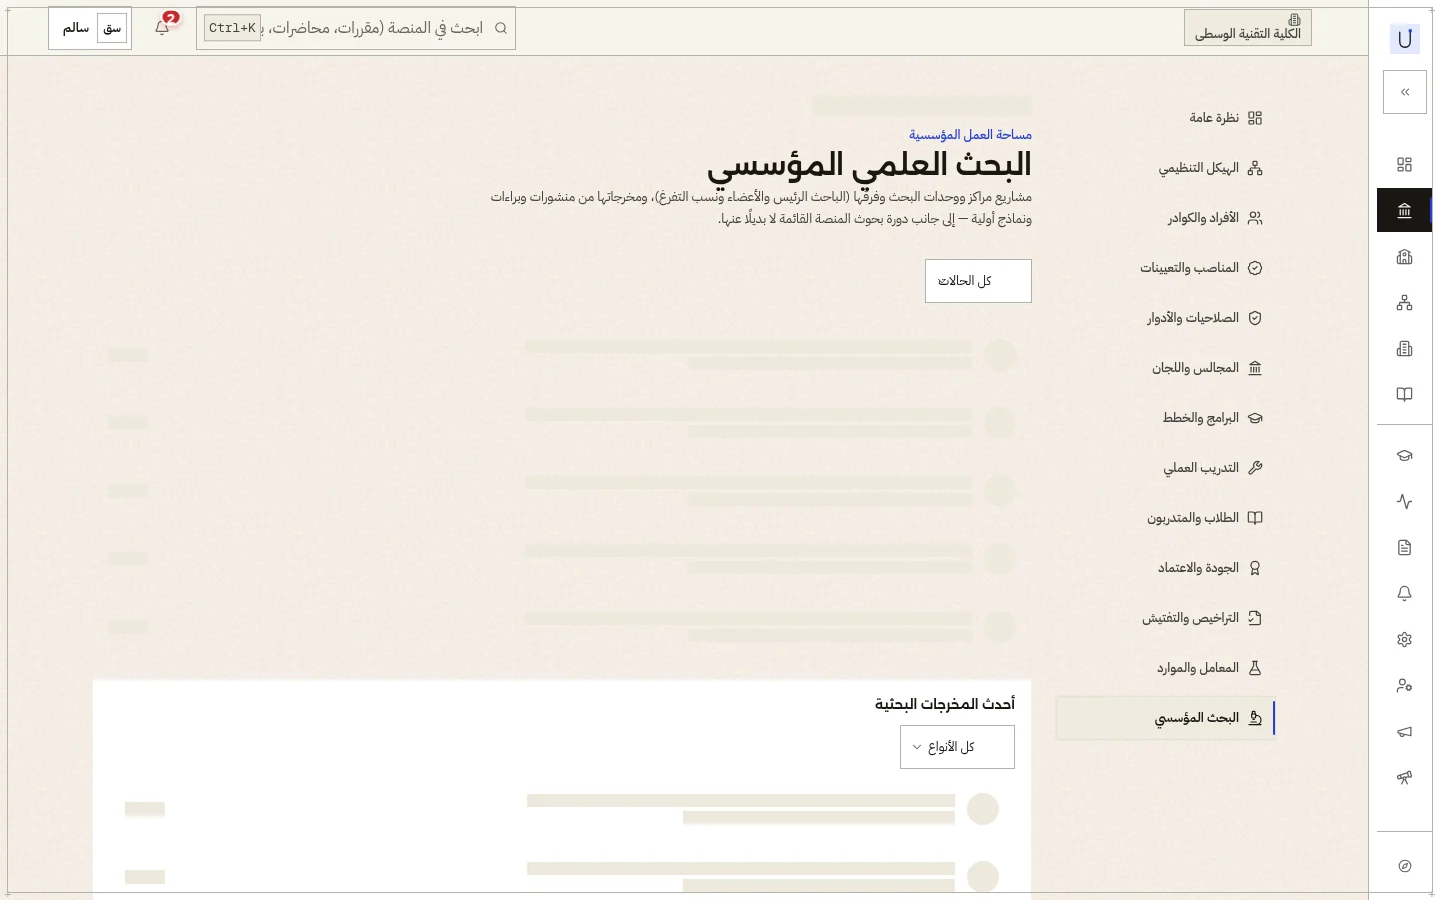 الكلية التقنية الوسطى
ابحث في المنصة (مقررات، محاضرات، ب
Ctrl+K
2
سق
سالم
نظرة عامة
الهيكل التنظيمي
الأفراد والكوادر
المناصب والتعيينات
الصلاحيات والأدوار
المجالس واللجان
البرامج والخطط
التدريب العملي
الطلاب والمتدربون
الجودة والاعتماد
التراخيص والتفتيش
المعامل والموارد
البحث المؤسسي
مساحة العمل المؤسسية
البحث العلمي المؤسسي
مشاريع مراكز ووحدات البحث وفرقها (الباحث الرئيس والأعضاء ونسب التفرغ)، ومخرجاتها من منشورات وبراءات
ونماذج أولية — إلى جانب دورة بحوث المنصة القائمة لا بديلًا عنها.
كل الحالات
أحدث المخرجات البحثية
كل الأنواع